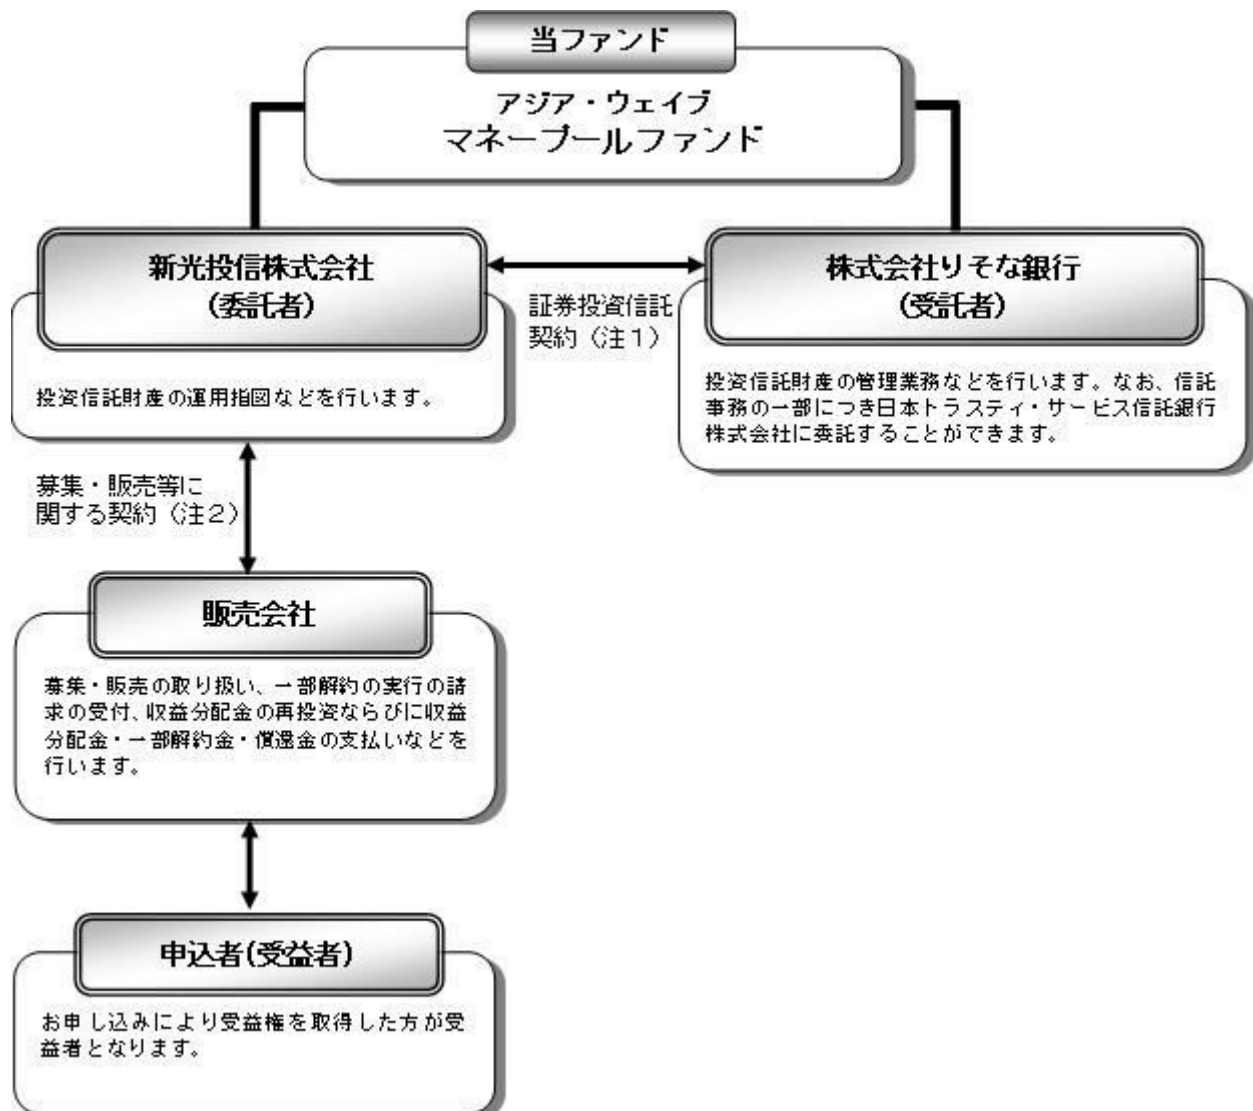 当ファンド
アジア・ウェイブ
マネープールファンド
新光投信株式会社
(委託者)
投資信託財産の運用指図などを行います。
証券投資信託
契約（注１）
株式会社りそな銀行
(受託者)
投資信託財産の管理業務などを行います。なお、信託
事務の一部につき日本トラスティ・サービス信託銀行
株式会社に委託することができます。
募集・販売等に
関する契約（注２）
販売会社
募集・販売の取り扱い、一部解約の実行の請
求の受付、収益分配金の再投資ならびに収益
分配金・一部解約金・償還金の支払いなどを
行います。
申込者(受益者)
お申し込みにより受益権を取得した方が受
益者となります。